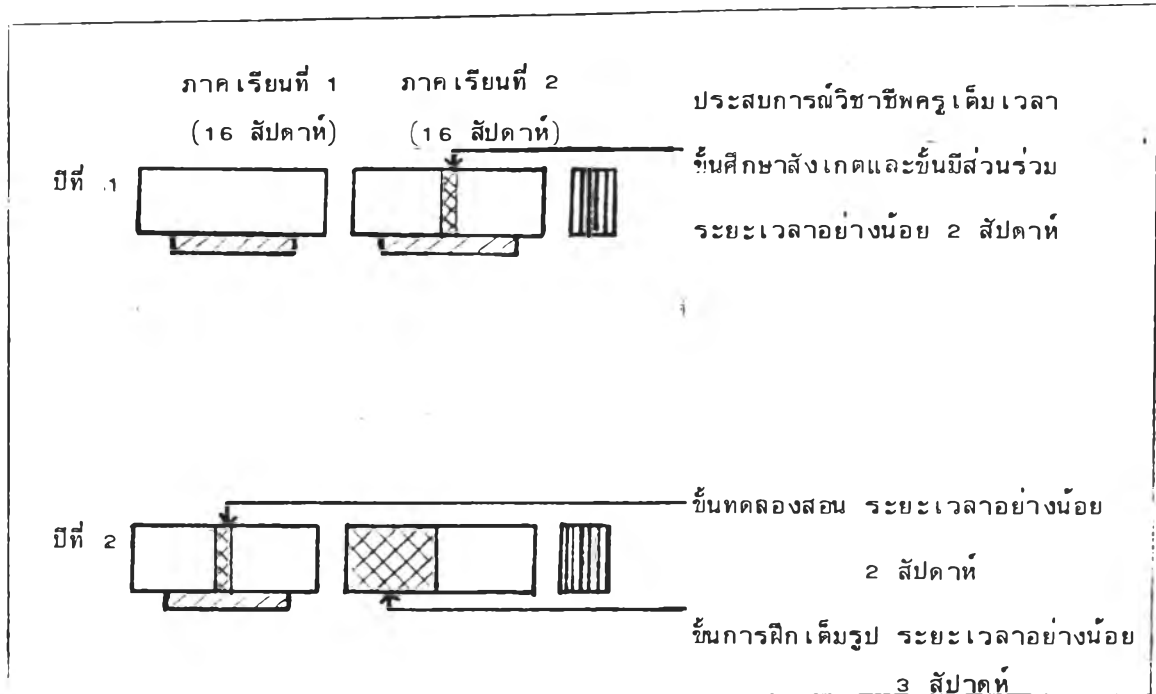 ภาคเรียนที่ 1 ภาคเรียนที่ 2
(16 สัปดาห์) (16 สัปดาห์)
ประสบการณ์วิชาชีพครูเต็มเวลา
ขั้นศึกษาสังเกตและขั้นมีส่วนร่วม
ระยะเวลาอย่างน้อย 2 สัปดาห์
ปีที่ 1
ขั้นทดลองสอน ระยะเวลาอย่างน้อย
2 สัปดาห์
ปีที่ 2
ขั้นการฝึกเต็มรูป ระยะเวลาอย่างน้อย
3 สัปาดห์